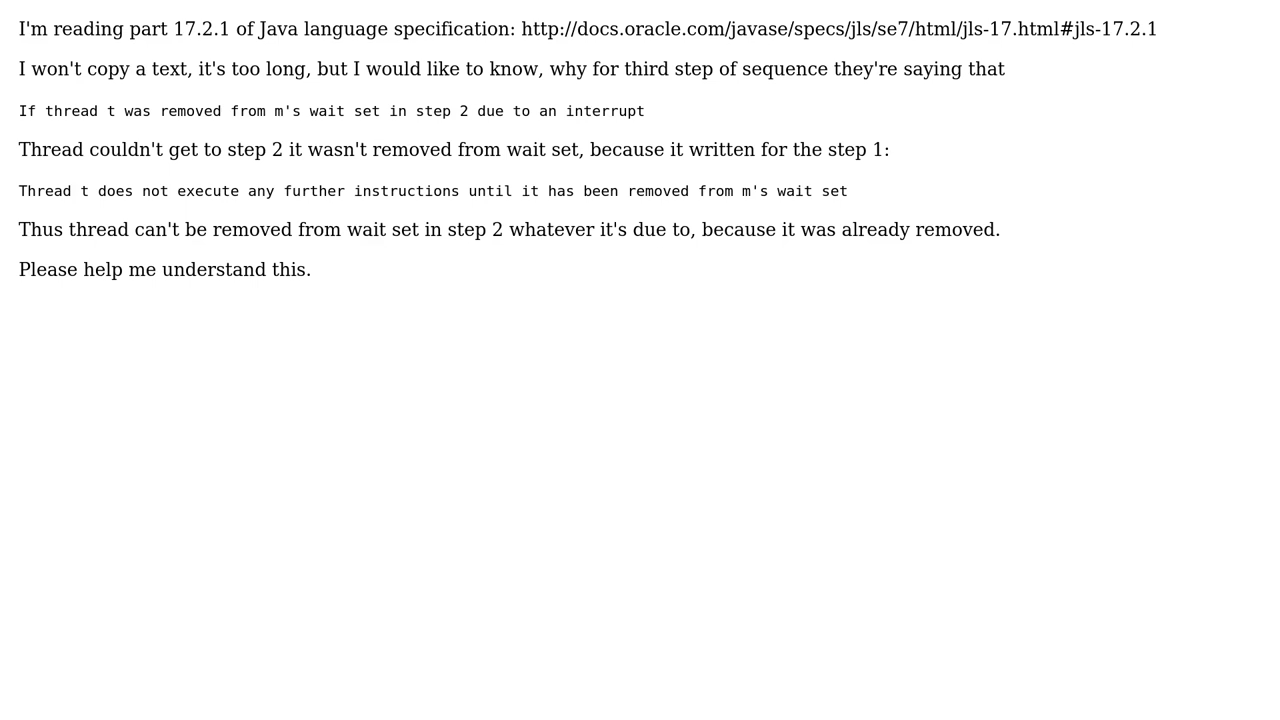 I'm reading part 17.2.1 of Java language specification: http://docs.oracle.com/javase/specs/jls/se7/html/jls-17.html#jls-17.2.1
I won't copy a text, it's too long, but I would like to know, why for third step of sequence they're saying that
If thread t was removed from m's wait set in step 2 due to an interrupt
Thread couldn't get to step 2 it wasn't removed from wait set, because it written for the step 1:
Thread t does not execute any further instructions until it has been removed from m's wait set
Thus thread can't be removed from wait set in step 2 whatever it's due to, because it was already removed.
Please help me understand this.